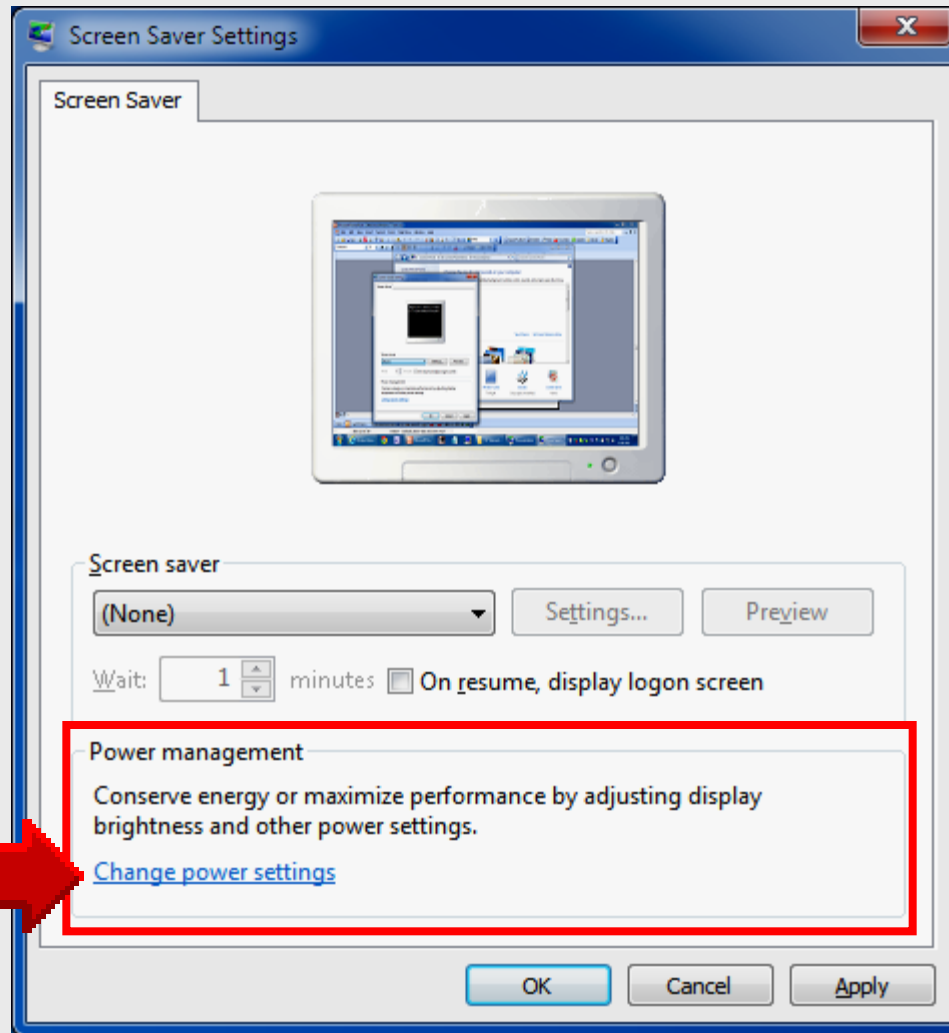 Screen Saver Settings
Screen Saver
Screen saver
(None)
Settings...
Preview
Wait: 1 minutes On resume, display logon screen
Power management
Conserve energy or maximize performance by adjusting display
brightness and other power settings.
Change power settings
OK Cancel Apply